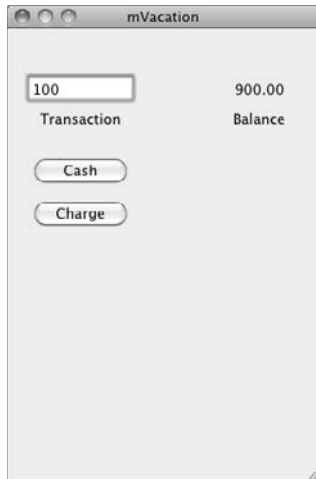 mVacation
100 900.00
Transaction Balance
Cash
Charge